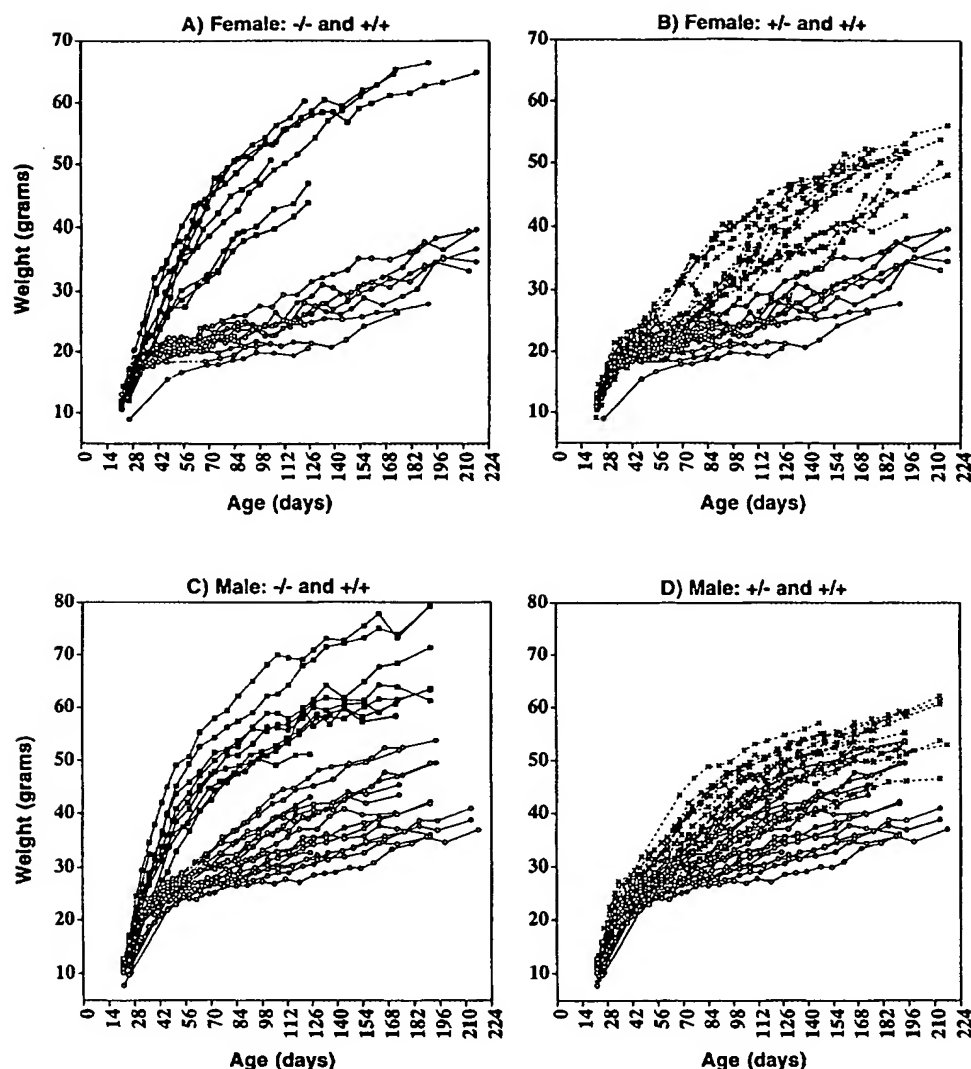 A) Female: -/- and +/+
B) Female: +/- and +/+
70
60
50
40
30
20
10
Weight (grams)
0 14 28 42 56 70 84 98 112 126 140 154 168 182 196 210 224
Age (days)
70
60
50
40
30
20
10
0 14 28 42 56 70 84 98 112 126 140 154 168 182 196 210 224
Age (days)
C) Male: -/- and +/+
D) Male: +/- and +/+
80
70
60
50
40
30
20
10
Weight (grams)
0 14 28 42 56 70 84 98 112 126 140 154 168 182 196 210 224
Age (days)
80
70
60
50
40
30
20
10
0 14 28 42 56 70 84 98 112 126 140 154 168 182 196 210 224
Age (days)